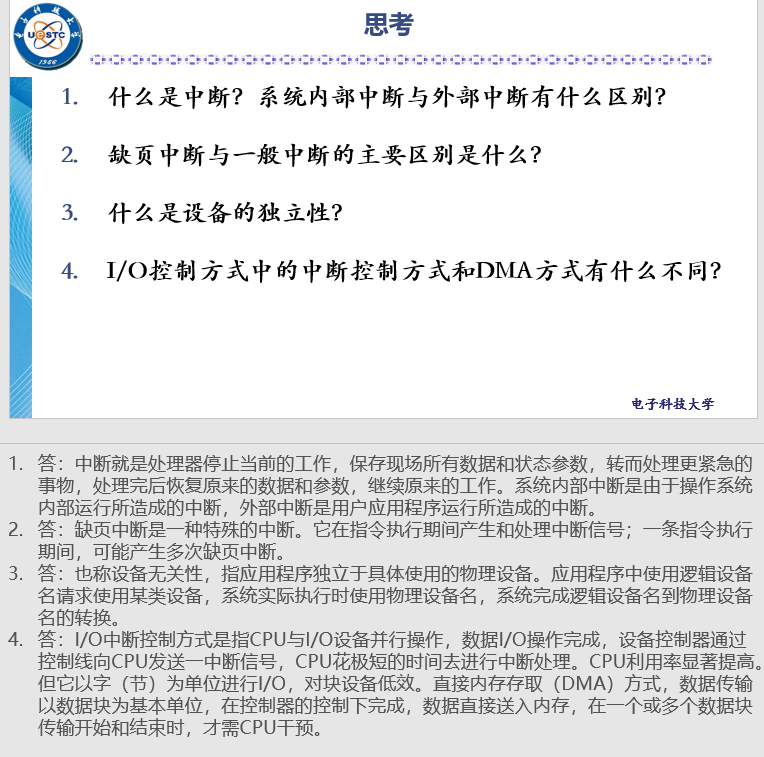 电子科技大学
UESTC
1956
思考
1. 什么是中断？系统内部中断与外部中断有什么区别？
2. 缺页中断与一般中断的主要区别是什么？
3. 什么是设备的独立性？
4. I/O控制方式中的中断控制方式和DMA方式有什么不同？
电子科技大学
1. 答：中断就是处理器停止当前的工作，保存现场所有数据和状态参数，转而处理更紧急的
事物，处理完后恢复原来的数据和参数，继续原来的工作。系统内部中断是由于操作系统
内部运行所造成的中断，外部中断是用户应用程序运行所造成的中断。
2. 答：缺页中断是一种特殊的中断。它在指令执行期间产生和处理中断信号；一条指令执行
期间，可能产生多次缺页中断。
3. 答：也称设备无关性，指应用程序独立于具体使用的物理设备。应用程序中使用逻辑设备
名请求使用某类设备，系统实际执行时使用物理设备名，系统完成逻辑设备名到物理设备
名的转换。
4. 答：I/O中断控制方式是指CPU与I/O设备并行操作，数据I/O操作完成，设备控制器通过
控制线向CPU发送一中断信号，CPU花极短的时间去进行中断处理。CPU利用率显著提高。
但它以字（节）为单位进行I/O，对块设备低效。直接内存存取（DMA）方式，数据传输
以数据块为基本单位，在控制器的控制下完成，数据直接送入内存，在一个或多个数据块
传输开始和结束时，才需CPU干预。